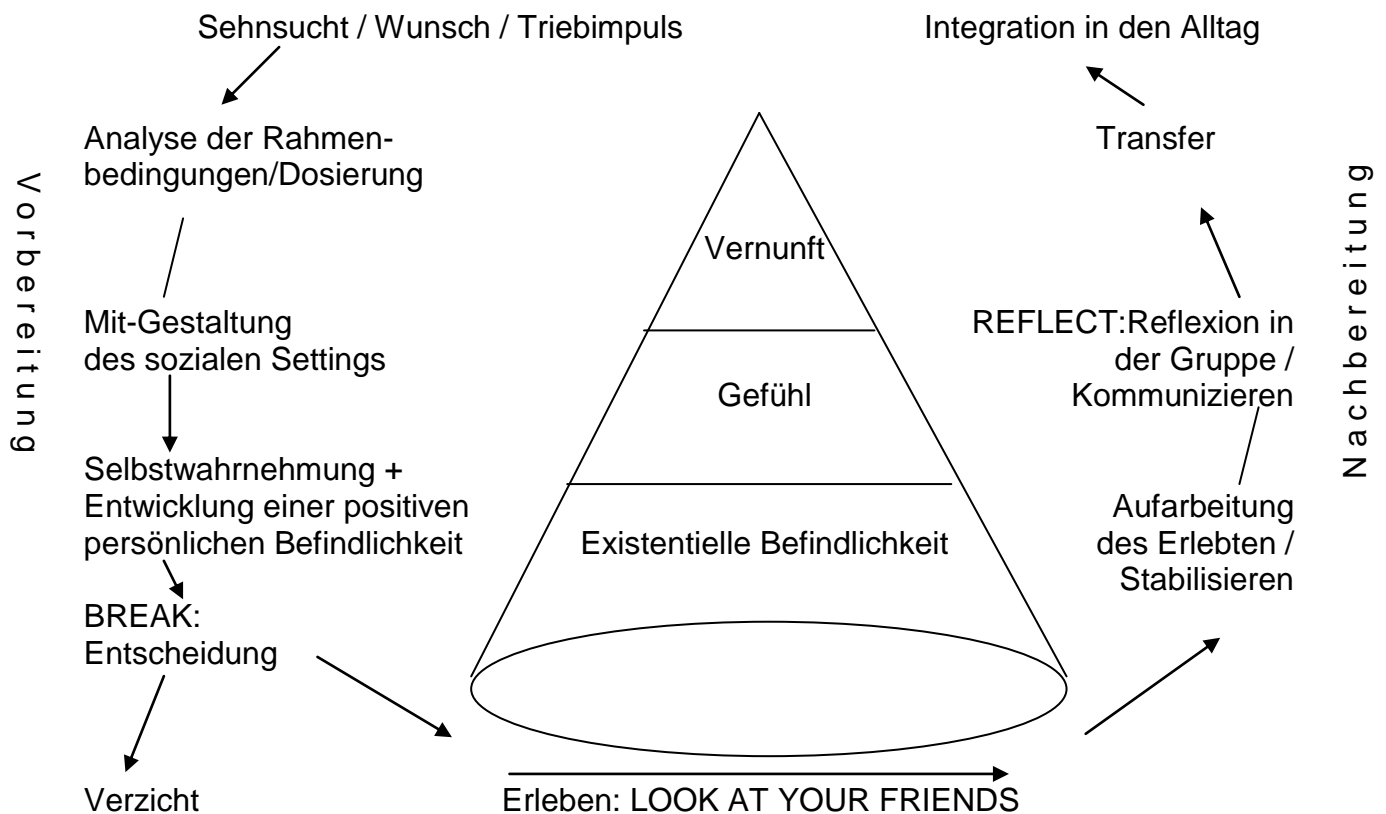 Sehnsucht / Wunsch / Triebimpuls
Analyse der Rahmen-
bedingungen/Dosierung
Mit-Gestaltung
des sozialen Settings
Selbstwahrnehmung +
Entwicklung einer positiven
persönlichen Befindlichkeit
BREAK:
Entscheidung
Verzicht
Vorbereitung
Vernunft
Gefühl
Existentielle Befindlichkeit
Erleben: LOOK AT YOUR FRIENDS
Integration in den Alltag
Transfer
REFLECT:Reflexion in
der Gruppe /
Kommunizieren
Aufarbeitung
des Erlebten /
Stabilisieren
Nachbereitung